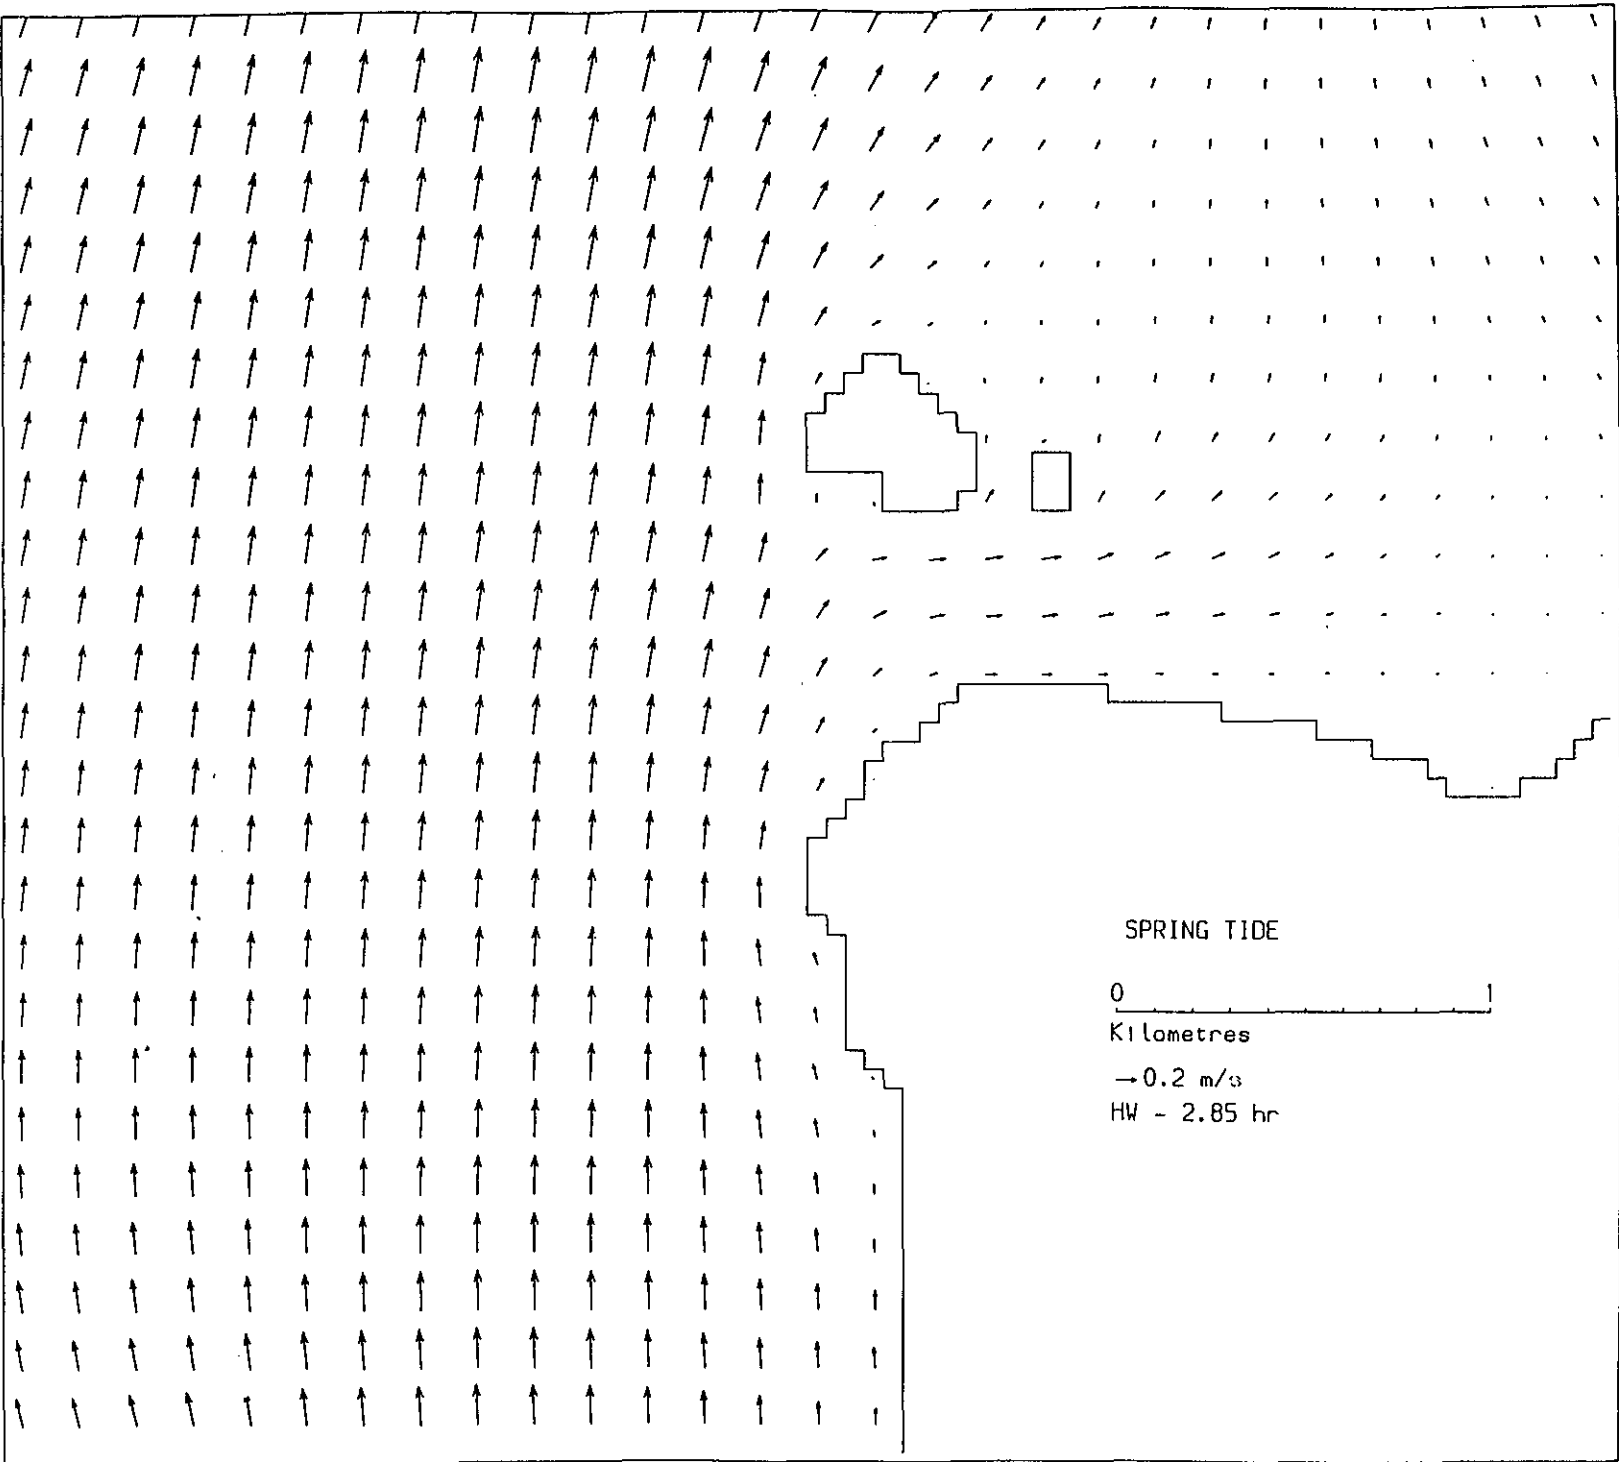 SPRING TIDE
0 1
Kilometres
→0.2 m/s
HW - 2.85 hr